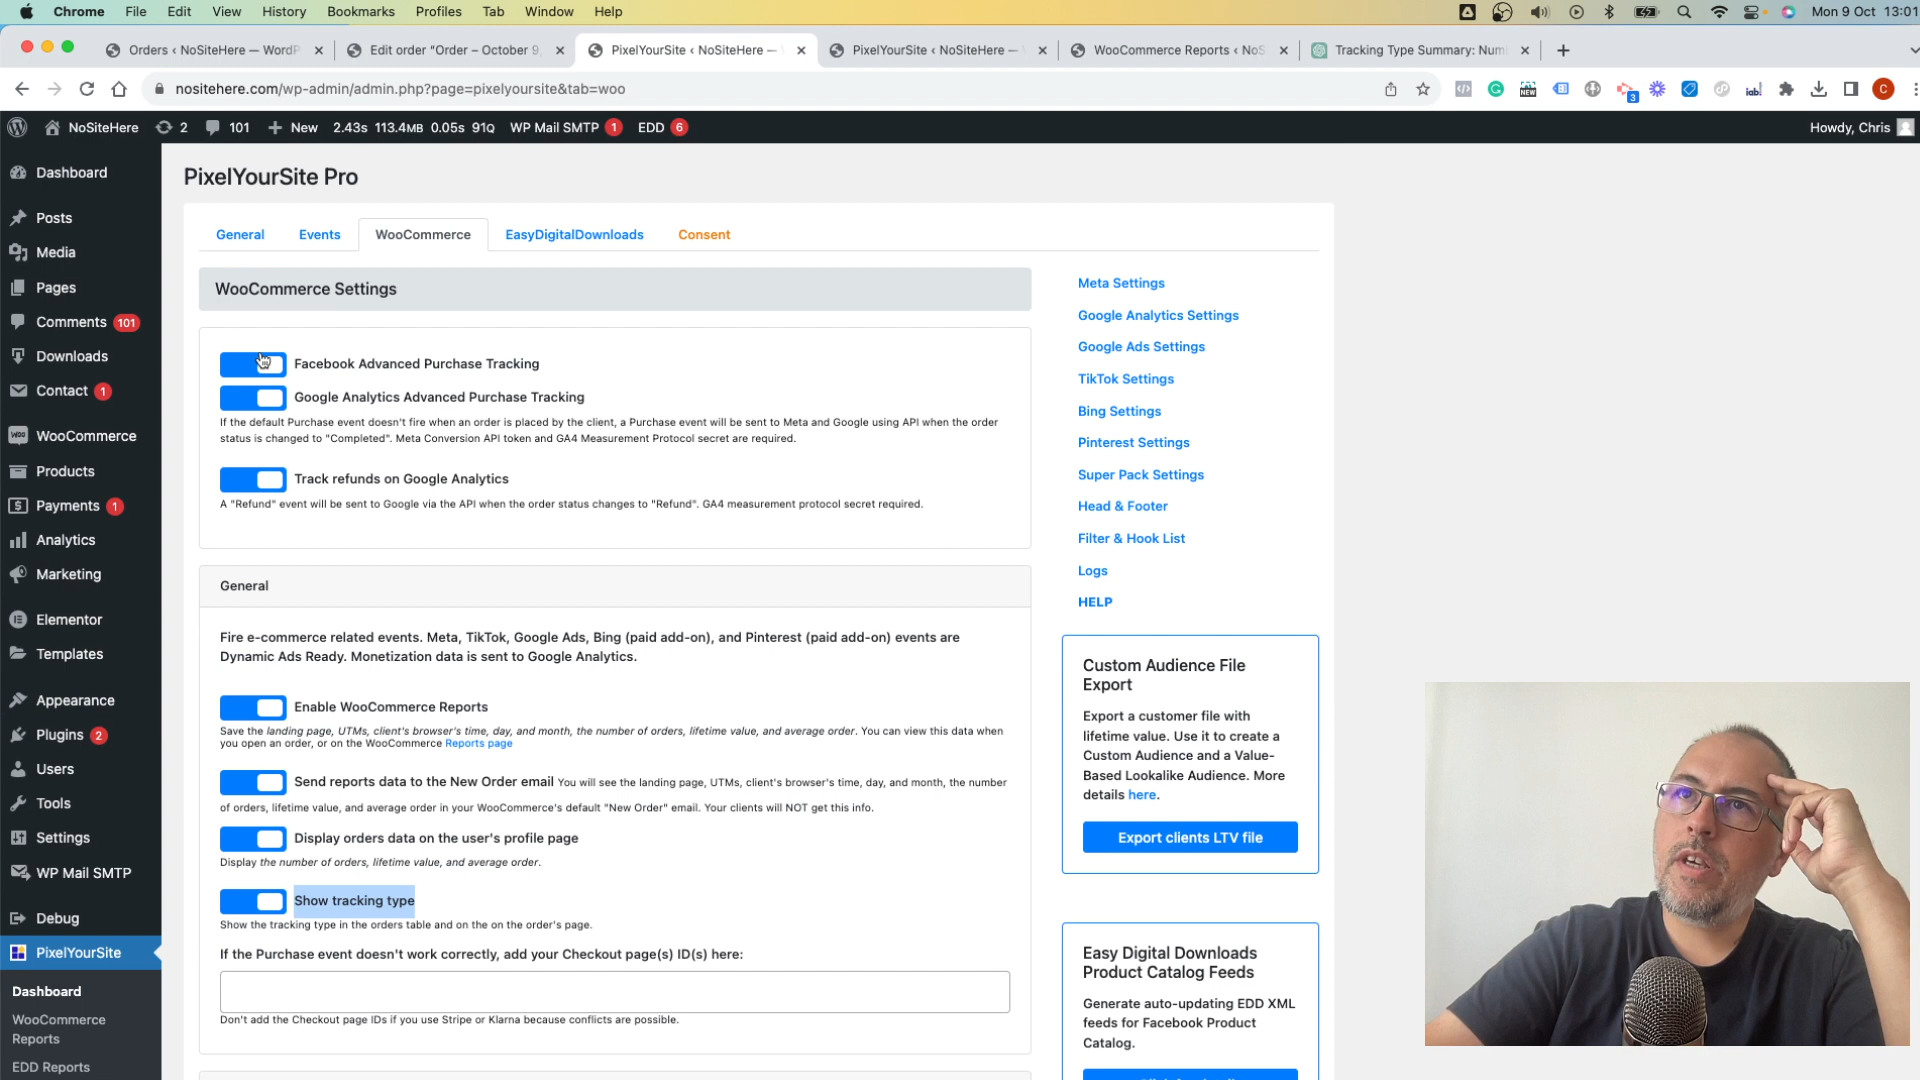 Chrome File Edit View History Bookmarks Profiles Tab Window Help
Mon 9 Oct 13:01
Orders ‹ NoSiteHere — WordP
Edit order "Order – October 9,
PixelYourSite ‹ NoSiteHere —
PixelYourSite ‹ NoSiteHere —
WooCommerce Reports ‹ NoS
Tracking Type Summary: Num
nositehere.com/wp-admin/admin.php?page=pixelyoursite&tab=woo
NEW
3
iab!
C
NoSiteHere 2 101 New 2.43s 113.4MB 0.05s 91Q WP Mail SMTP 1 EDD 6
Howdy, Chris
Dashboard
Posts
Media
Pages
Comments 101
Downloads
Contact 1
WooCommerce
Products
Payments 1
Analytics
Marketing
Elementor
Templates
Appearance
Plugins 2
Users
Tools
Settings
WP Mail SMTP
Debug
PixelYourSite
Dashboard
WooCommerce
Reports
EDD Reports
PixelYourSite Pro
General Events WooCommerce EasyDigitalDownloads Consent
WooCommerce Settings
Facebook Advanced Purchase Tracking
Google Analytics Advanced Purchase Tracking
If the default Purchase event doesn't fire when an order is placed by the client, a Purchase event will be sent to Meta and Google using API when the order
status is changed to "Completed". Meta Conversion API token and GA4 Measurement Protocol secret are required.
Track refunds on Google Analytics
A "Refund" event will be sent to Google via the API when the order status changes to "Refund". GA4 measurement protocol secret required.
General
Fire e-commerce related events. Meta, TikTok, Google Ads, Bing (paid add-on), and Pinterest (paid add-on) events are
Dynamic Ads Ready. Monetization data is sent to Google Analytics.
Enable WooCommerce Reports
Save the landing page, UTMs, client's browser's time, day, and month, the number of orders, lifetime value, and average order. You can view this data when
you open an order, or on the WooCommerce Reports page
Send reports data to the New Order email You will see the landing page, UTMs, client's browser's time, day, and month, the number
of orders, lifetime value, and average order in your WooCommerce's default "New Order" email. Your clients will NOT get this info.
Display orders data on the user's profile page
Display the number of orders, lifetime value, and average order.
Show tracking type
Show the tracking type in the orders table and on the on the order's page.
If the Purchase event doesn't work correctly, add your Checkout page(s) ID(s) here:
Don't add the Checkout page IDs if you use Stripe or Klarna because conflicts are possible.
Meta Settings
Google Analytics Settings
Google Ads Settings
TikTok Settings
Bing Settings
Pinterest Settings
Super Pack Settings
Head & Footer
Filter & Hook List
Logs
HELP
Custom Audience File
Export
Export a customer file with
lifetime value. Use it to create a
Custom Audience and a Value-
Based Lookalike Audience. More
details here.
Export clients LTV file
Easy Digital Downloads
Product Catalog Feeds
Generate auto-updating EDD XML
feeds for Facebook Product
Catalog.